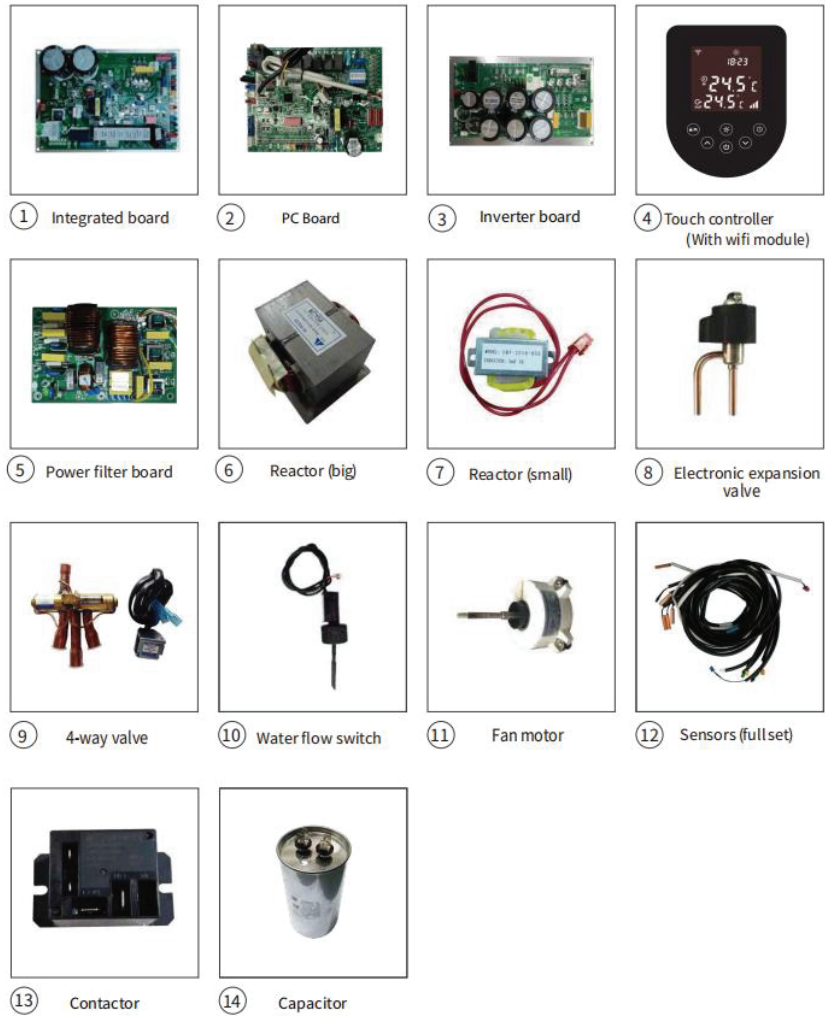 18:23
24.5°C
24.5°C
① Integrated board
② PC Board
③ Inverter board
④ Touch controller
(With wifi module)
⑤ Power filter board
⑥ Reactor (big)
⑦ Reactor (small)
⑧ Electronic expansion
valve
⑨ 4-way valve
⑩ Water flow switch
⑪ Fan motor
⑫ Sensors (full set)
⑬ Contactor
⑭ Capacitor